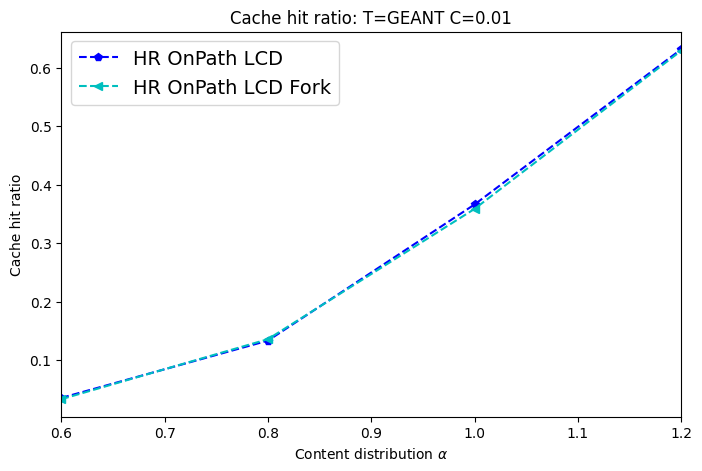 Cache hit ratio: T=GEANT C=0.01
HR OnPath LCD
HR OnPath LCD Fork
Cache hit ratio
0.6
0.5
0.4
0.3
0.2
0.1
0.6 0.7 0.8 0.9 1.0 1.1 1.2
Content distribution α